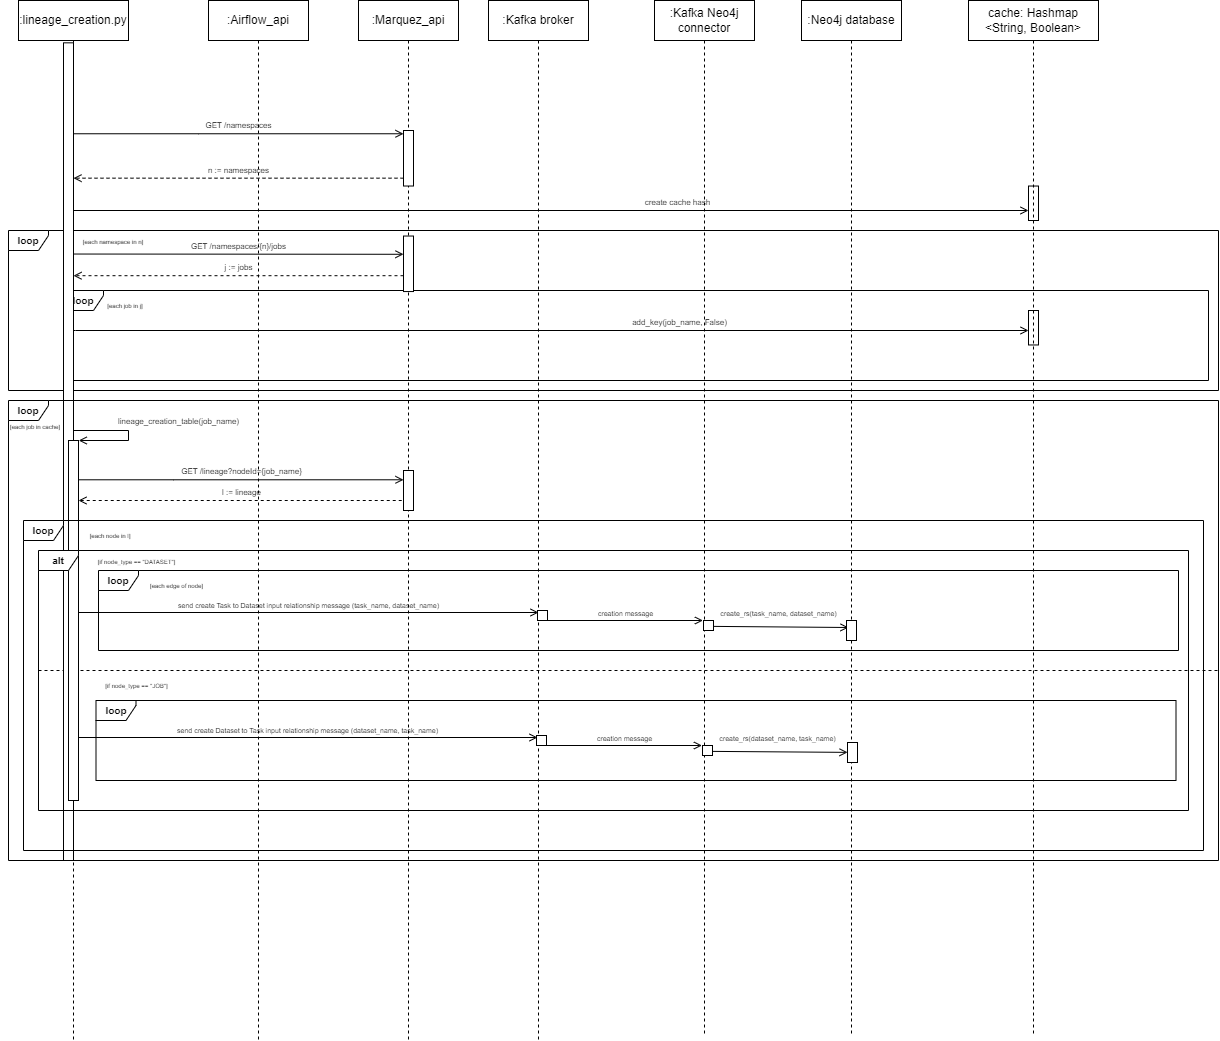 :lineage_creation.py
:Airflow_api
:Marquez_api
:Kafka broker
:Kafka Neo4j
connector
:Neo4j database
cache: Hashmap
<String, Boolean>
GET /namespaces
n := namespaces
create cache hash
loop
[each namespace in n]
GET /namespaces/{n}/jobs
j := jobs
loop
[each job in j]
add_key(job_name, False)
loop
[each job in cache]
lineage_creation_table(job_name)
GET /lineage?nodeId={job_name}
l := lineage
loop
[each node in l]
alt
[if node_type == "DATASET"]
loop
[each edge of node]
send create Task to Dataset input relationship message (task_name, dataset_name)
creation message
create_rs(task_name, dataset_name)
[if node_type == "JOB"]
loop
send create Dataset to Task input relationship message (dataset_name, task_name)
creation message
create_rs(dataset_name, task_name)